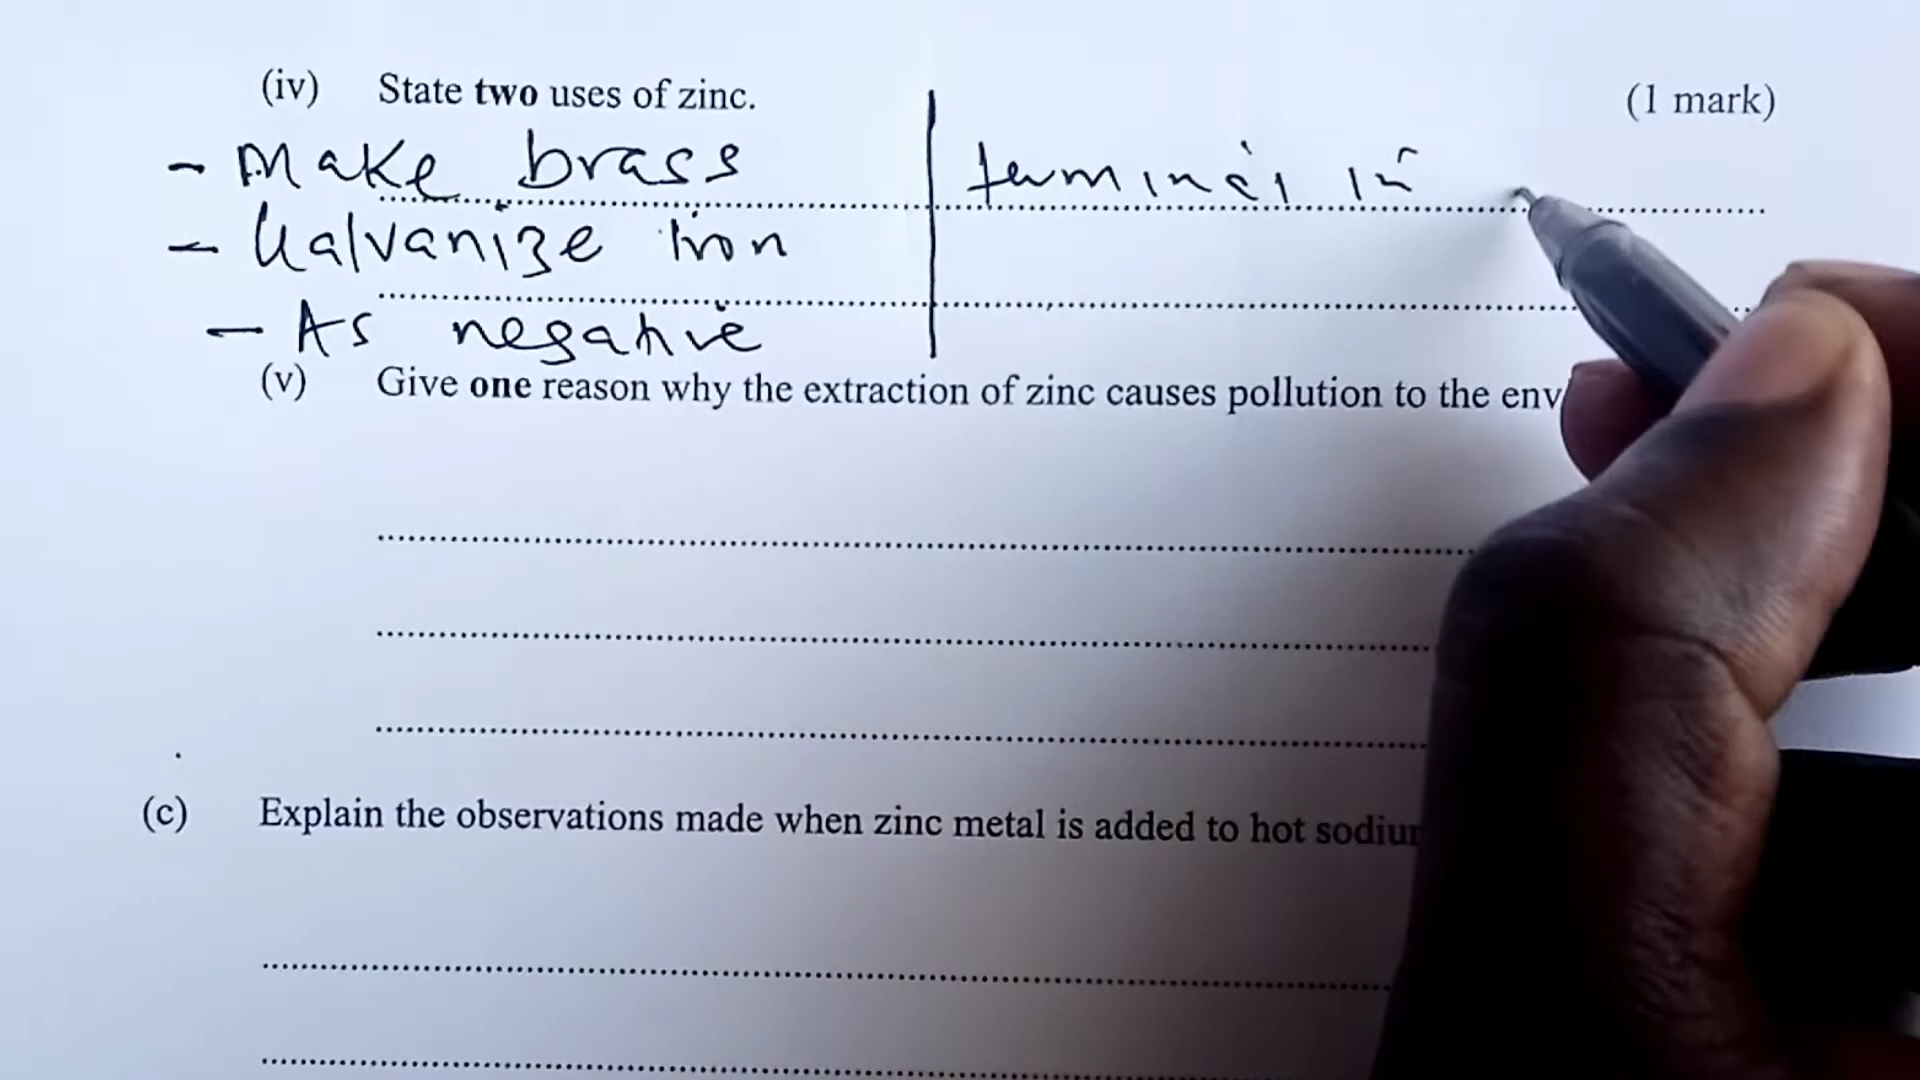 (iv) State two uses of zinc. (1 mark)
- Make brass
- Galvanize Iron
- As negative
terminal in
(v) Give one reason why the extraction of zinc causes pollution to the env
(c) Explain the observations made when zinc metal is added to hot sodiu